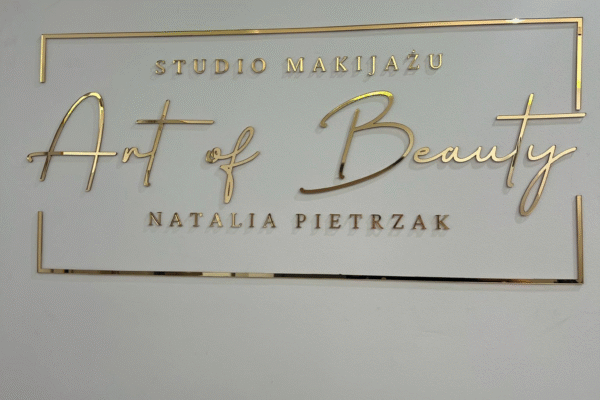 STUDIO MAKIJAŻU
Art of Beauty
NATALIA PIETRZAK